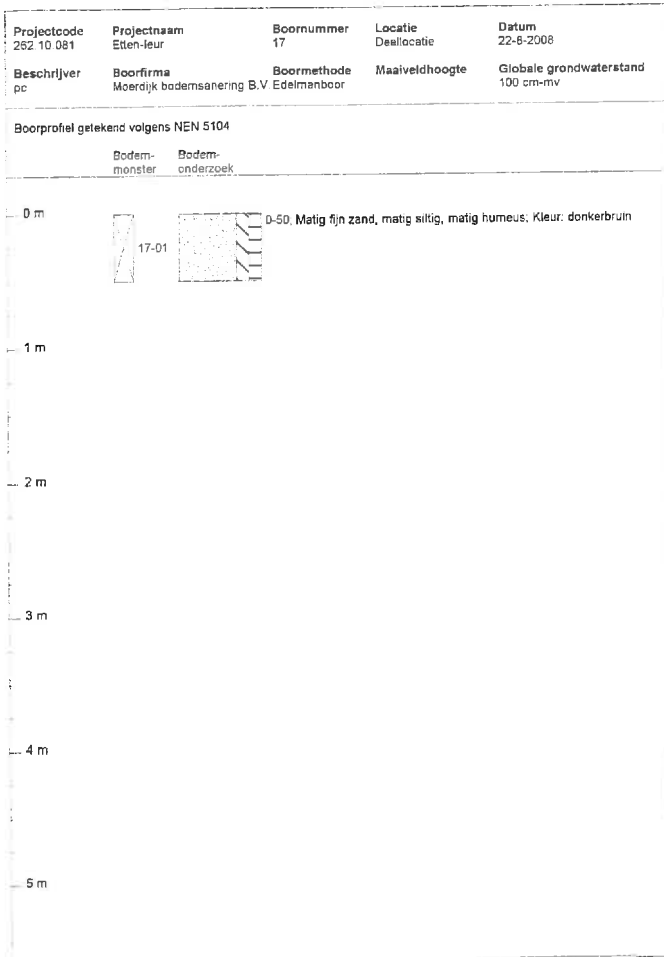 Projectcode Projectnaam Boornummer Locatie Datum
262.10.081 Etten-leur 17 Deellocatie 22-8-2008
Beschrijver Boorfirma Boormethode Maaiveldhoogte Globale grondwaterstand
pc Moerdijk bodemsanering B.V. Edelmanboor 100 cm-mv
Boorprofiel getekend volgens NEN 5104
Bodem- Bodem-
monster onderzoek
0 m 0-50, Matig fijn zand, matig siltig, matig humeus; Kleur: donkerbruin
17-01
1 m
2 m
3 m
4 m
5 m